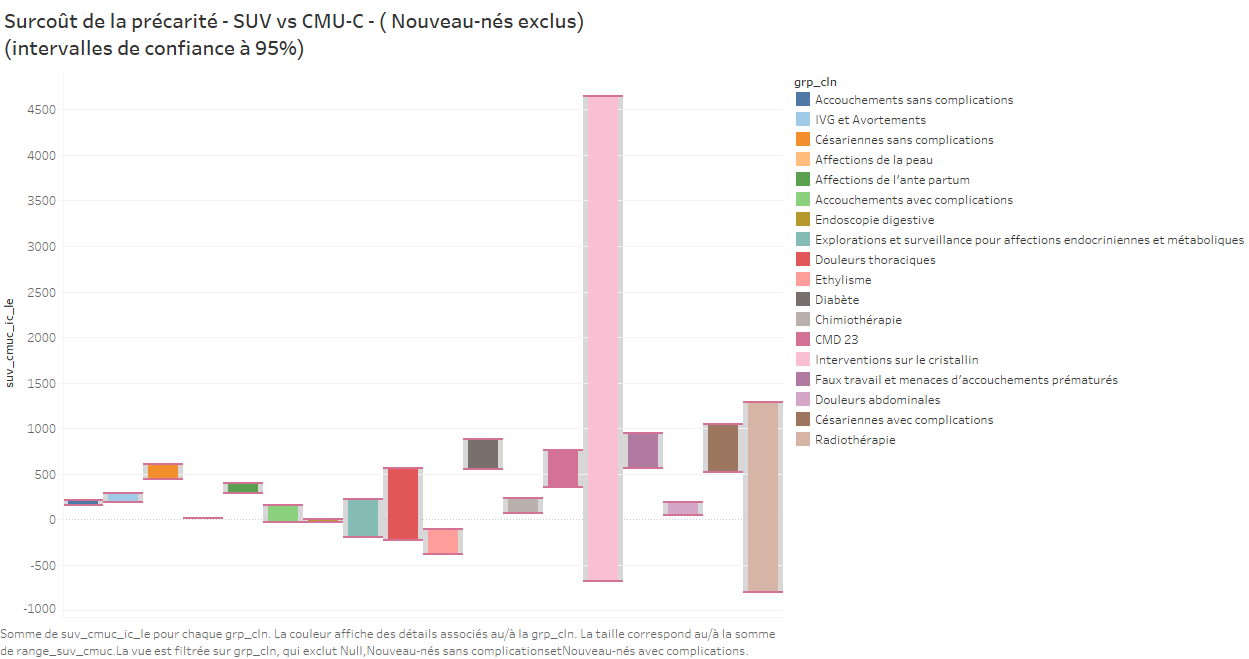 Surcoût de la précarité - SUV vs CMU-C - ( Nouveau-nés exclus)
(intervalles de confiance à 95%)
grp_cln
Accouchements sans complications
IVG et Avortements
Césariennes sans complications
Affections de la peau
Affections de l'ante partum
Accouchements avec complications
Endoscopie digestive
Explorations et surveillance pour affections endocriniennes et métaboliques
Douleurs thoraciques
Ethylisme
Diabète
Chimiothérapie
CMD 23
Interventions sur le cristallin
Faux travail et menaces d'accouchements prématurés
Douleurs abdominales
Césariennes avec complications
Radiothérapie
suv_cmuc_ic_le
4500
4000
3500
3000
2500
2000
1500
1000
500
0
-500
-1000
Somme de suv_cmuc_ic_le pour chaque grp_cln. La couleur affiche des détails associés au/à la grp_cln. La taille correspond au/à la somme
de range_suv_cmuc.La vue est filtrée sur grp_cln, qui exclut Null,Nouveau-nés sans complicationsetNouveau-nés avec complications.